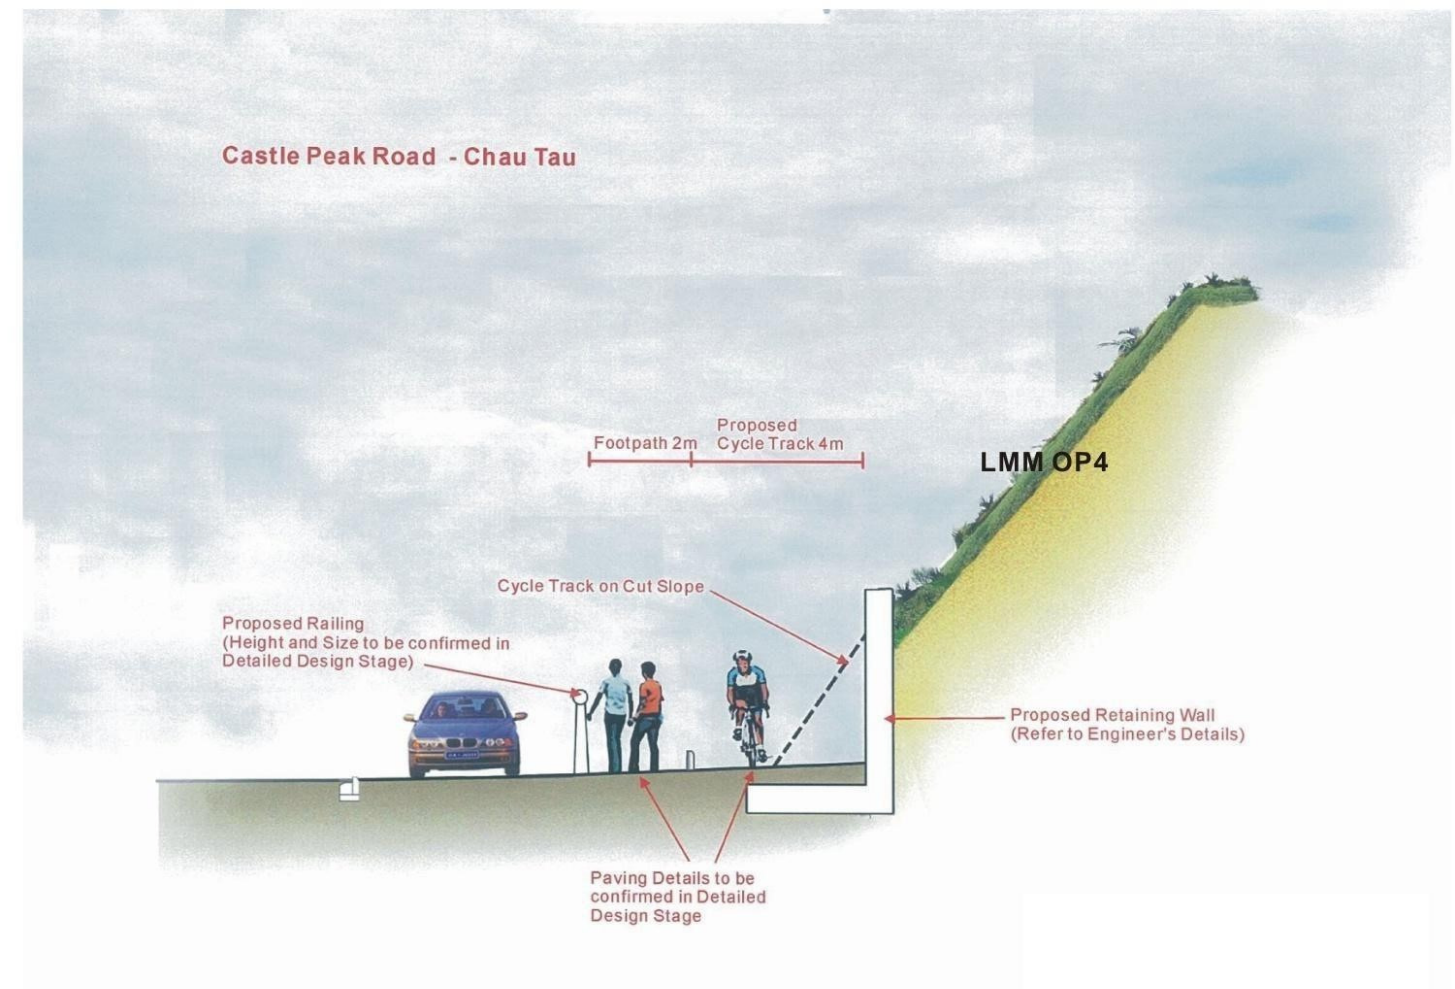 Castle Peak Road - Chau Tau
Proposed
Footpath 2m Cycle Track 4m
LMM OP4
Cycle Track on Cut Slope
Proposed Railing
(Height and Size to be confirmed in
Detailed Design Stage)
Proposed Retaining Wall
(Refer to Engineer's Details)
Paving Details to be
confirmed in Detailed
Design Stage